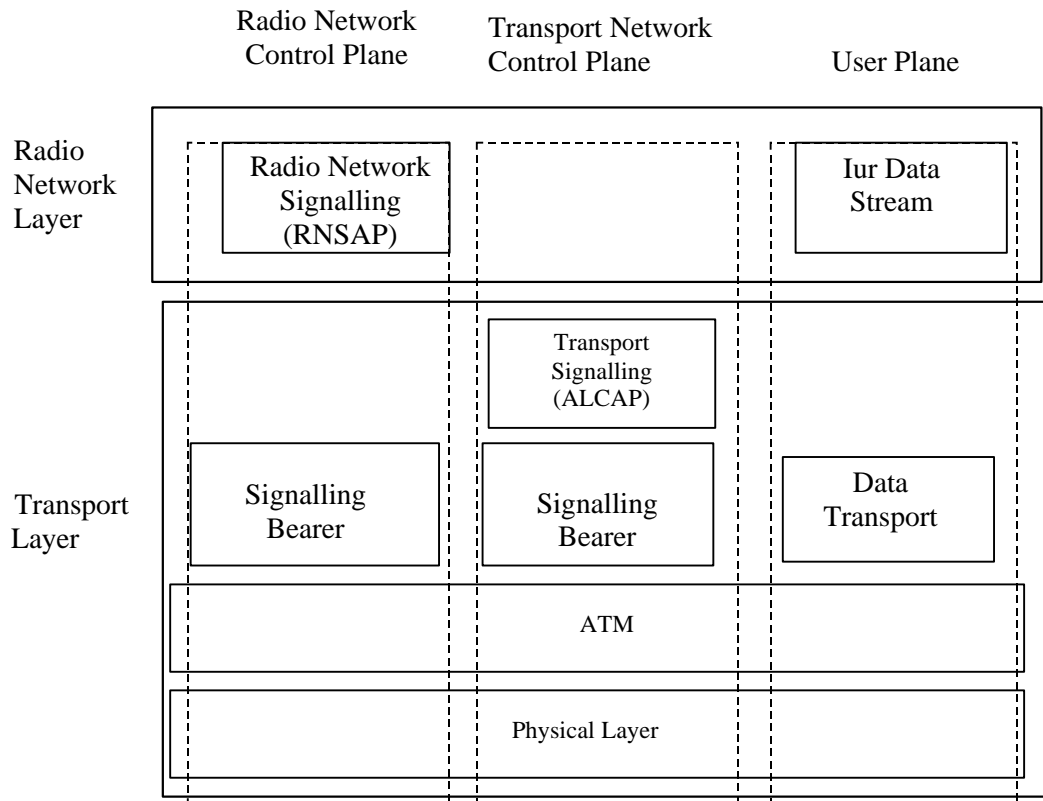 Radio Network
Control Plane
Transport Network
Control Plane
User Plane
Radio
Network
Layer
Radio Network
Signalling
(RNSAP)
Iur Data
Stream
Transport
Signalling
(ALCAP)
Transport
Layer
Signalling
Bearer
Signalling
Bearer
Data
Transport
ATM
Physical Layer